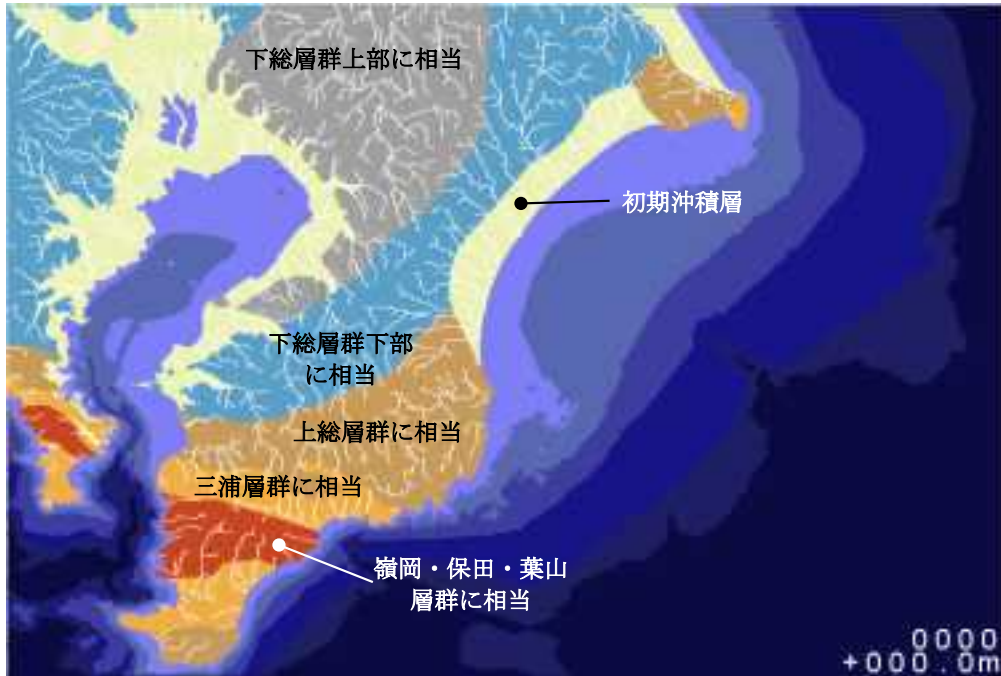 下総層群上部に相当
初期沖積層
下総層群下部
に相当
上総層群に相当
三浦層群に相当
嶺岡・保田・葉山
層群に相当
0000
+000.0m